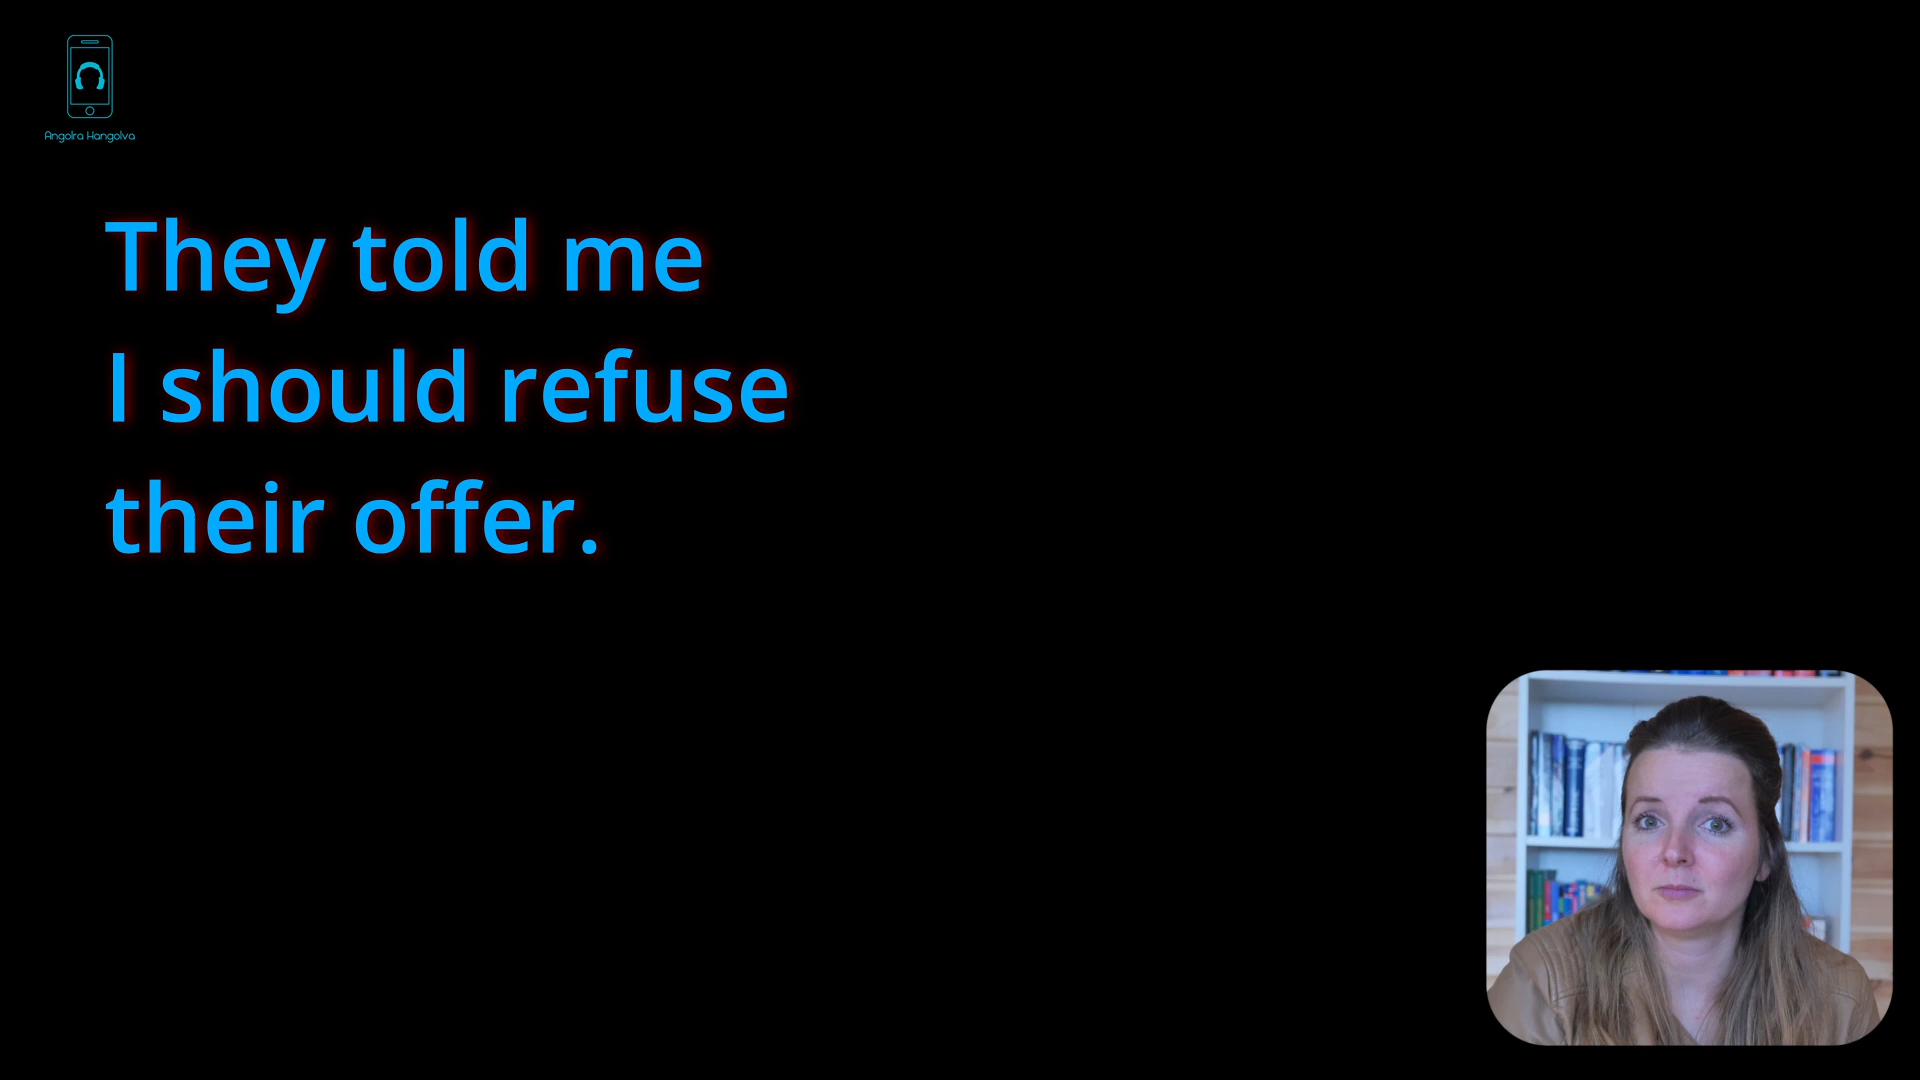 Angolra Hangolva
They told me
I should refuse
their offer.